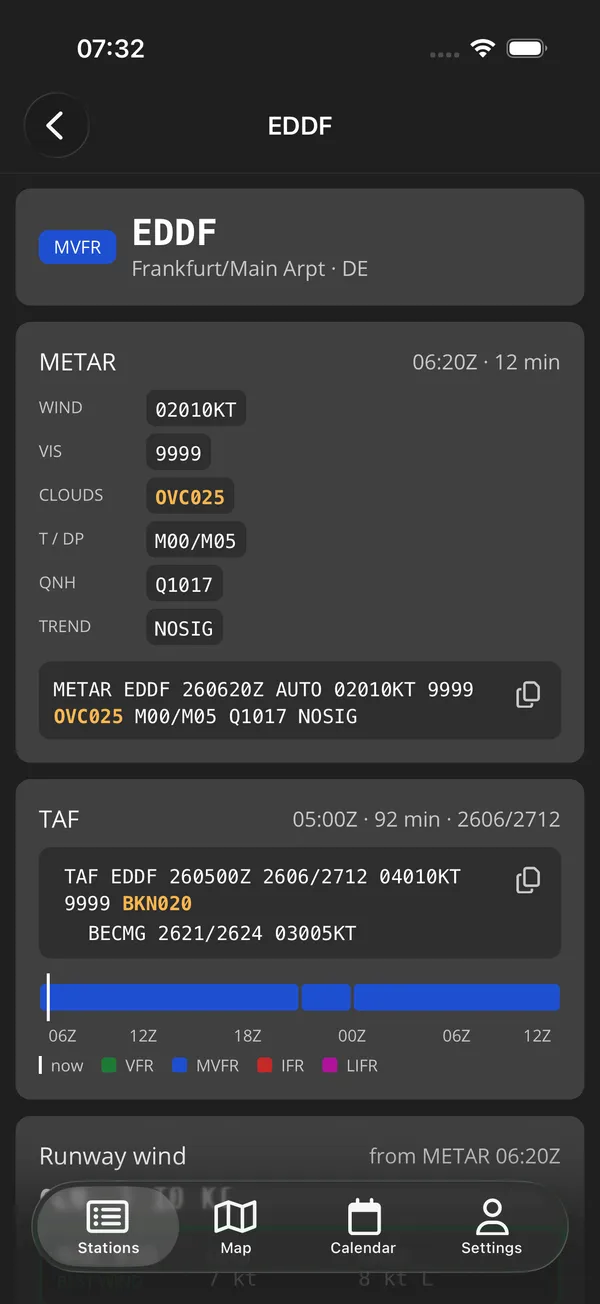 07:32
EDDF
MVFR
EDDF
Frankfurt/Main Arpt · DE
METAR
06:20Z · 12 min
WIND
02010KT
VIS
9999
CLOUDS
OVC025
T / DP
M00/M05
QNH
Q1017
TREND
NOSIG
METAR EDDF 260620Z AUTO 02010KT 9999
OVC025 M00/M05 Q1017 NOSIG
TAF
05:00Z · 92 min · 2606/2712
TAF EDDF 260500Z 2606/2712 04010KT
9999 BKN020
BECMG 2621/2624 03005KT
06Z 12Z 18Z 00Z 06Z 12Z
now VFR MVFR IFR LIFR
Runway wind
from METAR 06:20Z
Stations Map Calendar Settings
7 kt 8 kt L